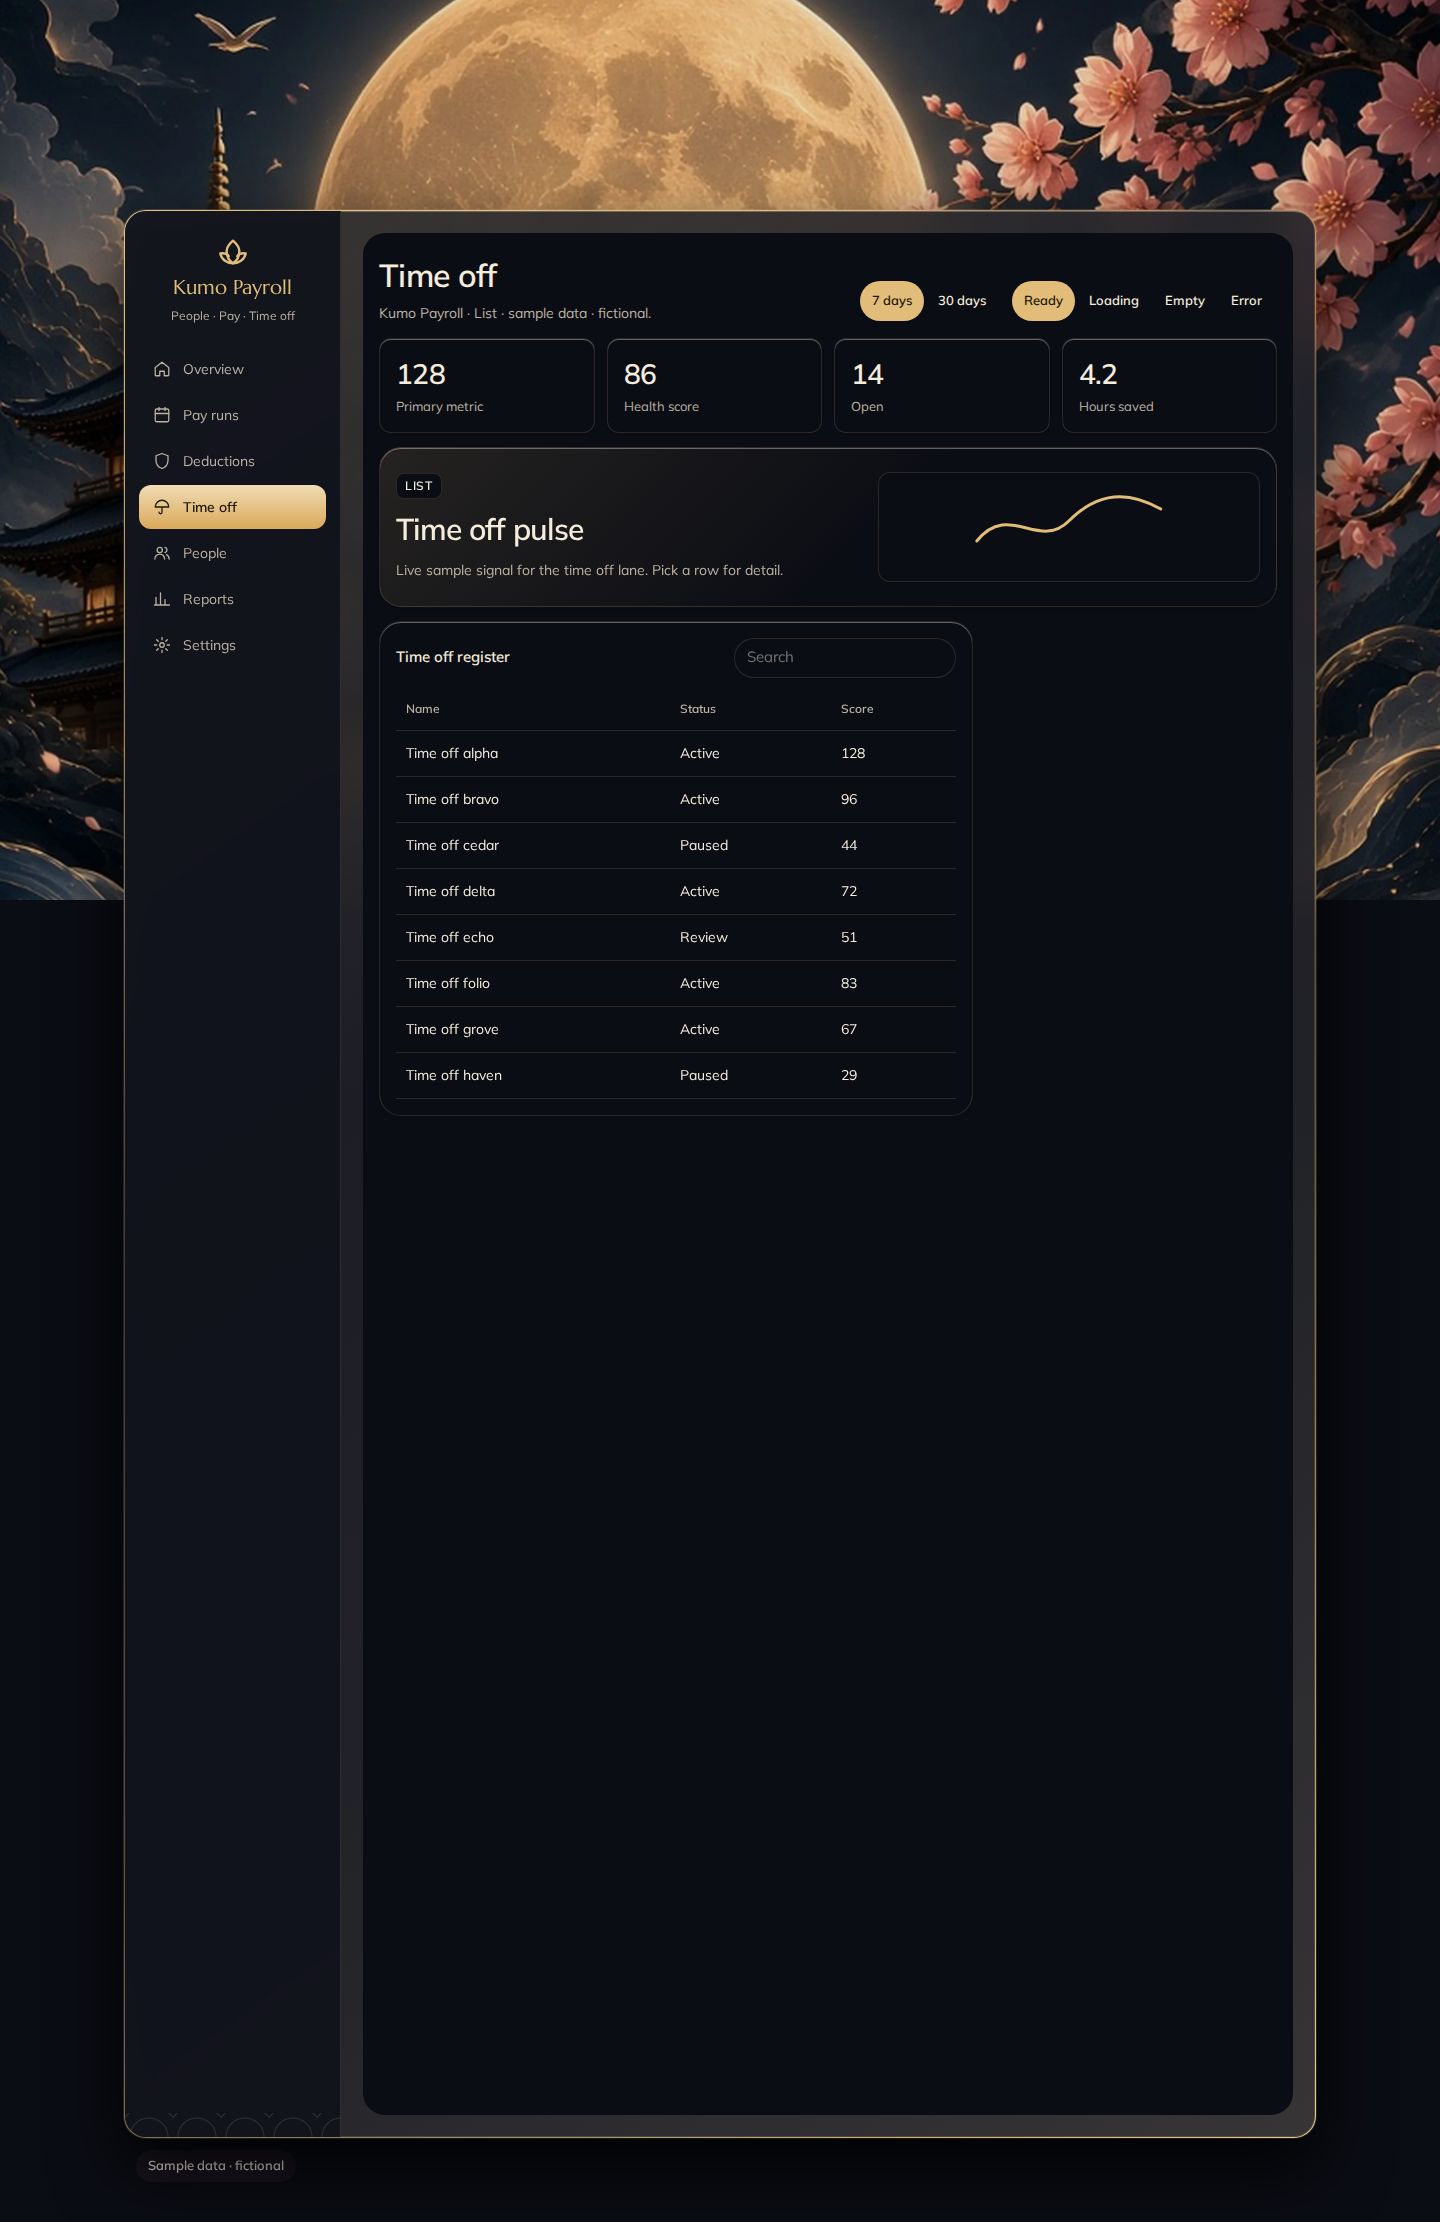 Kumo Payroll
People · Pay · Time off
Overview
Pay runs
Deductions
Time off
People
Reports
Settings
Time off
Kumo Payroll · List · sample data · fictional.
7 days
30 days
Ready
Loading
Empty
Error
128
Primary metric
86
Health score
14
Open
4.2
Hours saved
LIST
Time off pulse
Live sample signal for the time off lane. Pick a row for detail.
Time off register
Search
Name Status Score
Time off alpha Active 128
Time off bravo Active 96
Time off cedar Paused 44
Time off delta Active 72
Time off echo Review 51
Time off folio Active 83
Time off grove Active 67
Time off haven Paused 29
Sample data · fictional